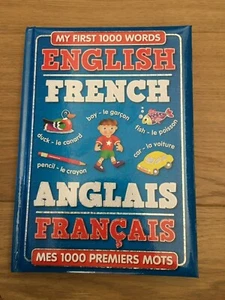 MY FIRST 1000 WORDS
ENGLISH
FRENCH
boy - le garçon
duck - le canard
fish - le poisson
car - la voiture
pencil - le crayon
ANGLAIS
FRANÇAIS
MES 1000 PREMIERS MOTS